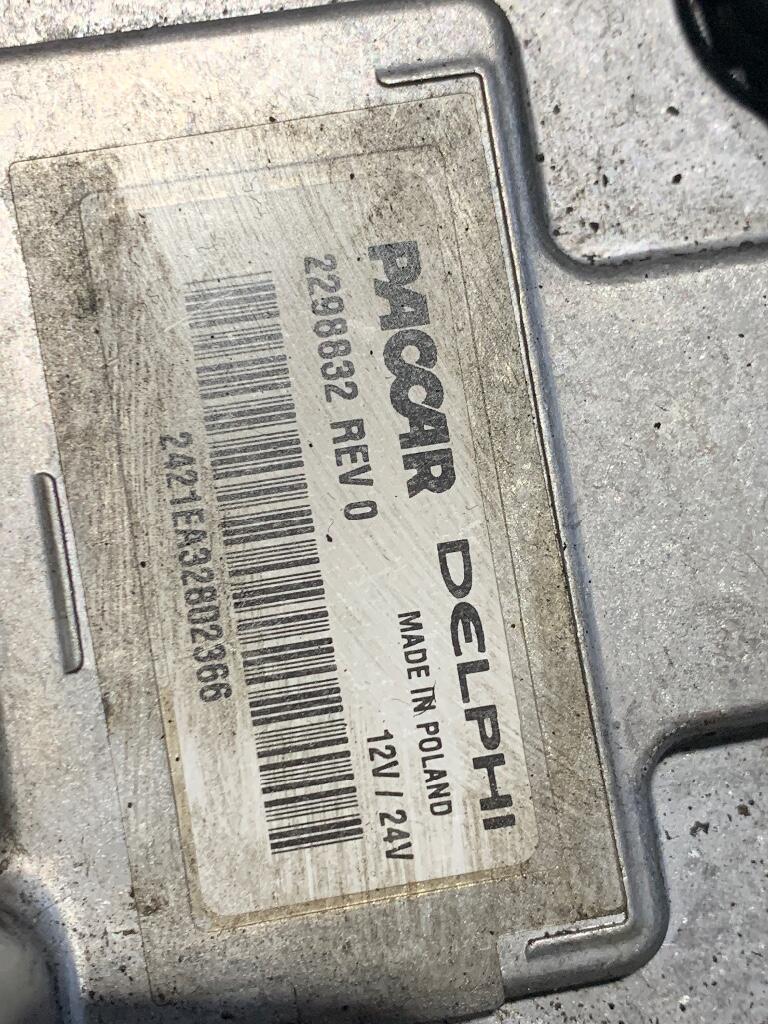 PACCAR DELPHI
2298832 REV 0 MADE IN POLAND
12V / 24V
2421EA32802366